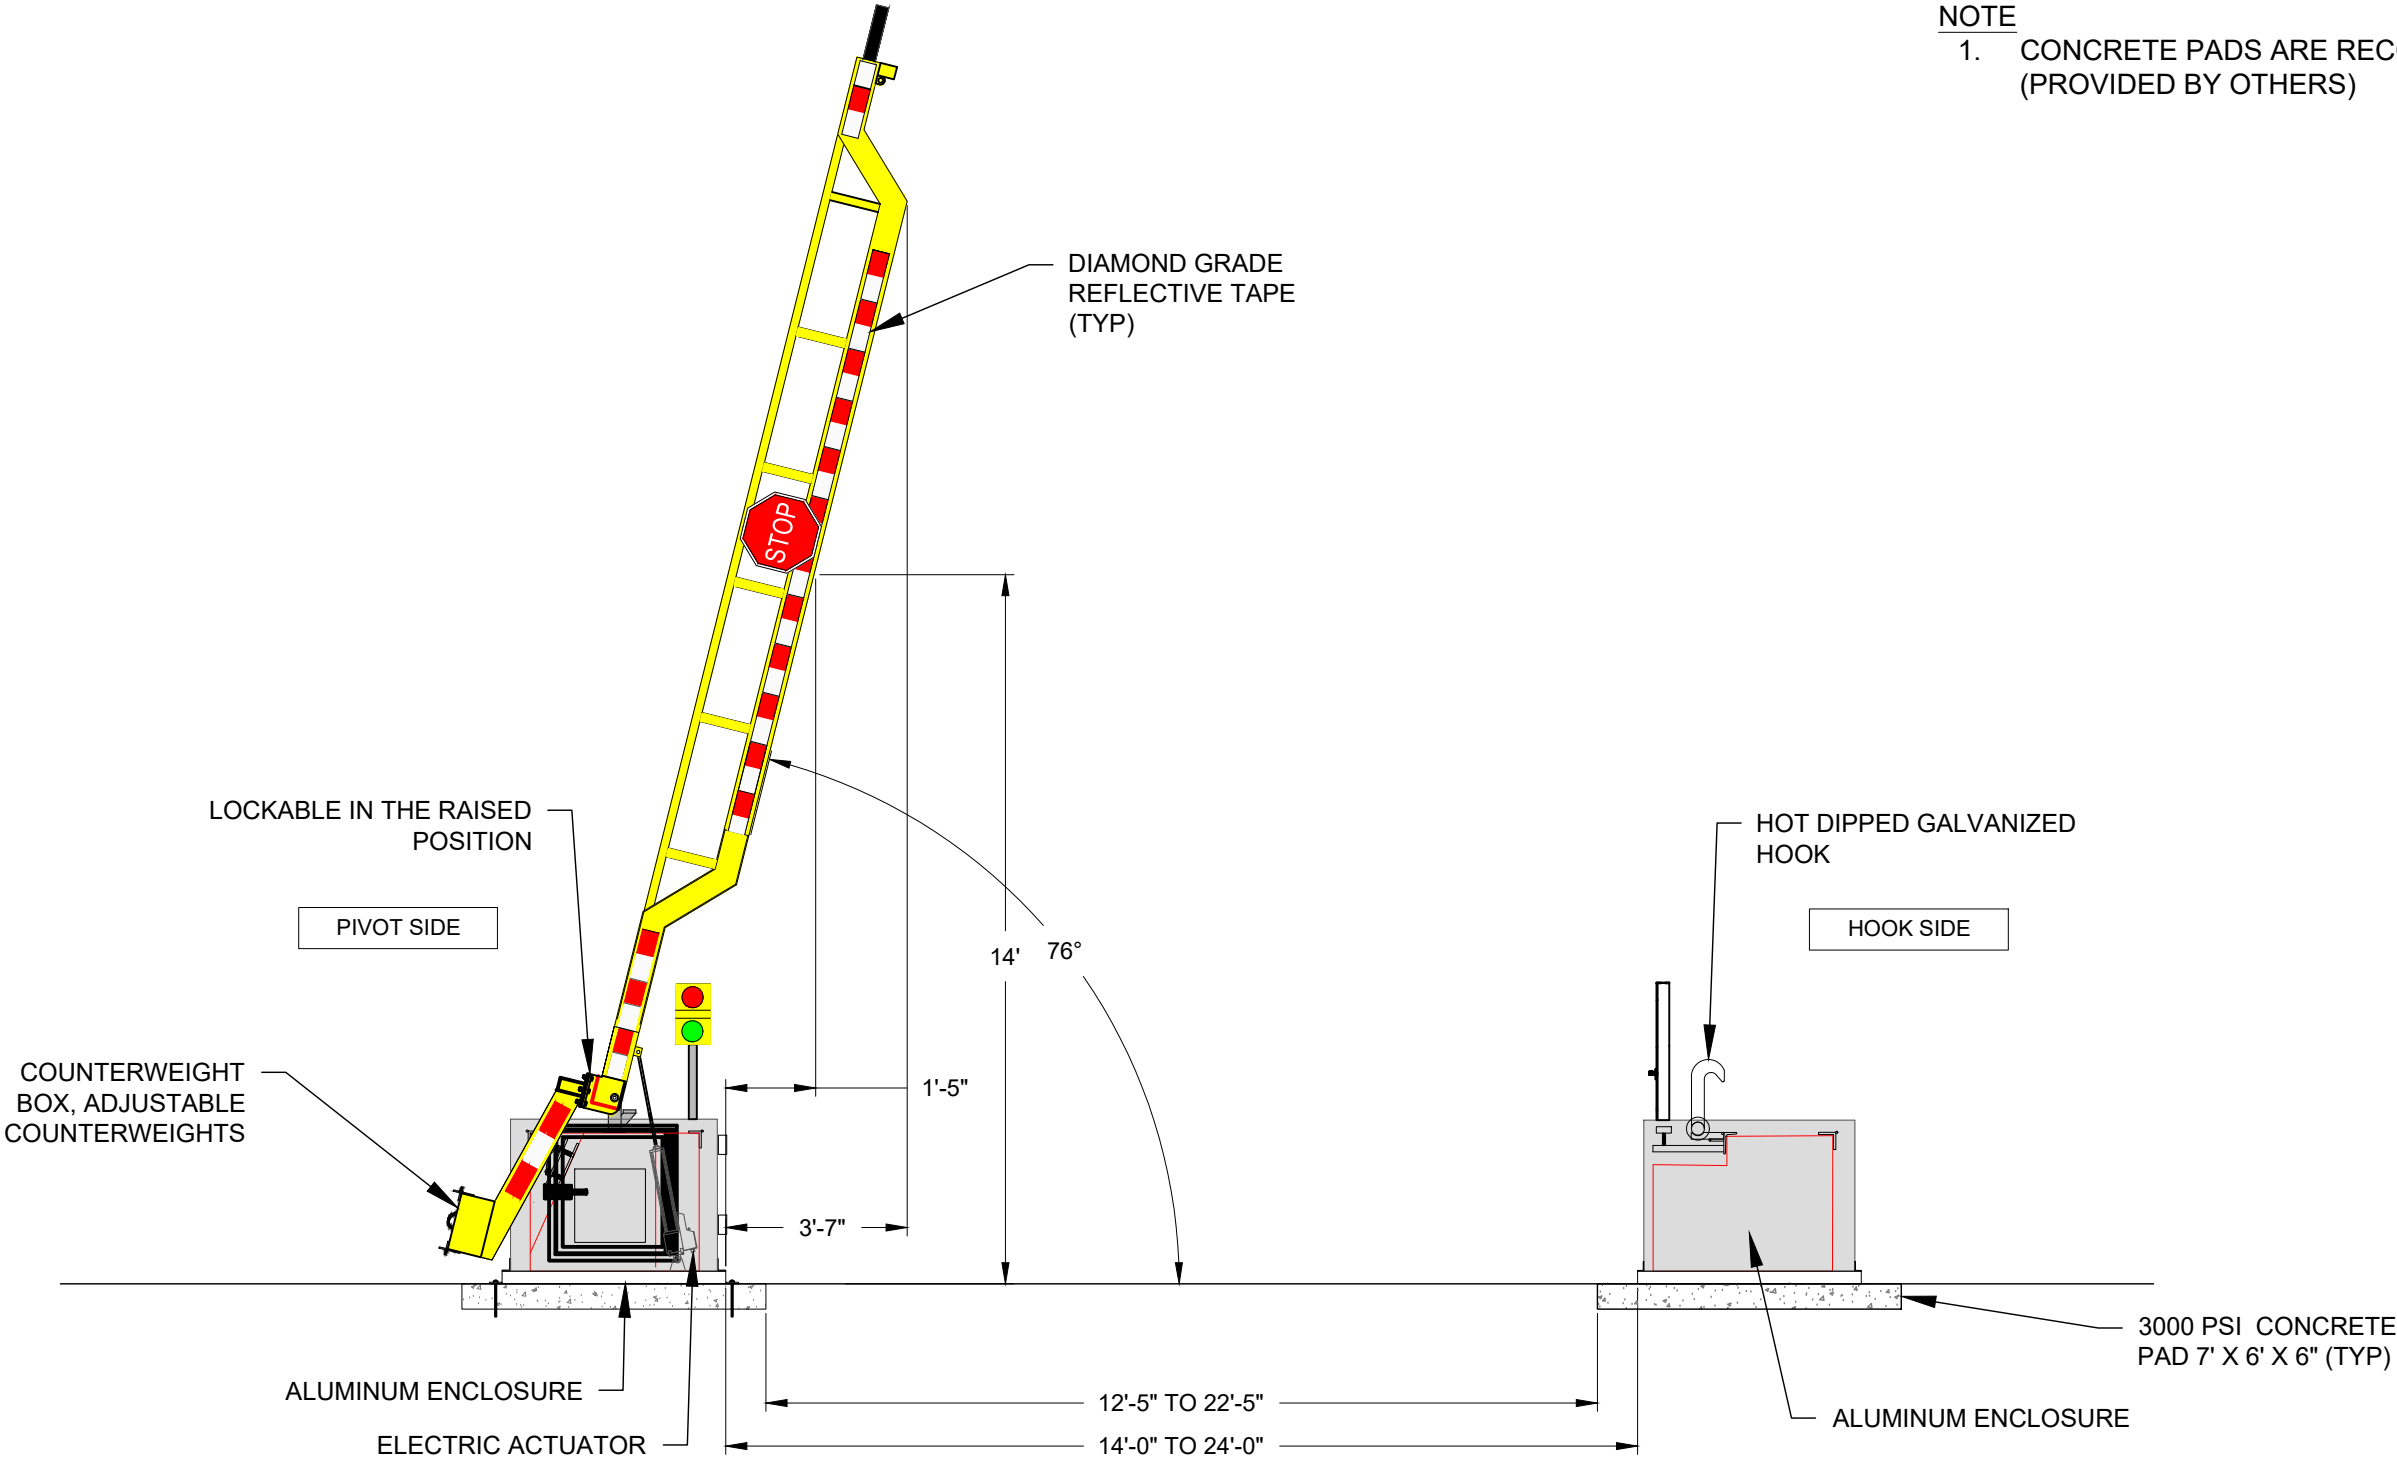 NOTE
1. CONCRETE PADS ARE
(PROVIDED BY OTHERS)
DIAMOND GRADE
REFLECTIVE TAPE
(TYP)
STOP
LOCKABLE IN THE RAISED
POSITION
HOT DIPPED GALVANIZED
HOOK
PIVOT SIDE
HOOK SIDE
14'
76°
COUNTERWEIGHT
BOX, ADJUSTABLE
COUNTERWEIGHTS
1'-5"
3'-7"
3000 PSI CONCRETE
PAD 7' X 6' X 6" (TYP)
ALUMINUM ENCLOSURE
12'-5" TO 22'-5"
ALUMINUM ENCLOSURE
ELECTRIC ACTUATOR
14'-0" TO 24'-0"